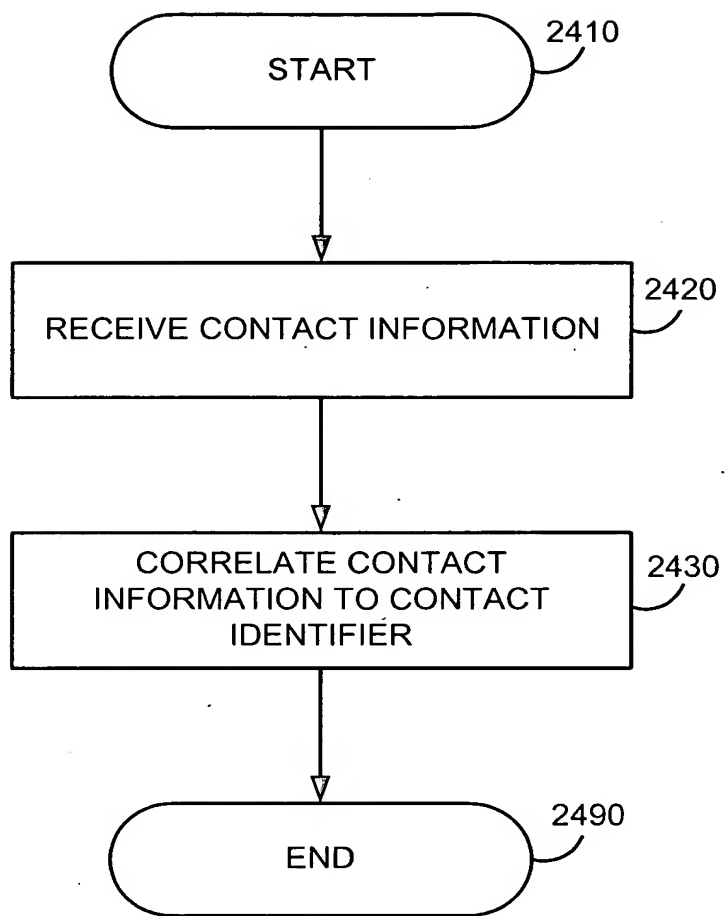 2410
START
2420
RECEIVE CONTACT INFORMATION
2430
CORRELATE CONTACT
INFORMATION TO CONTACT
IDENTIFIER
2490
END